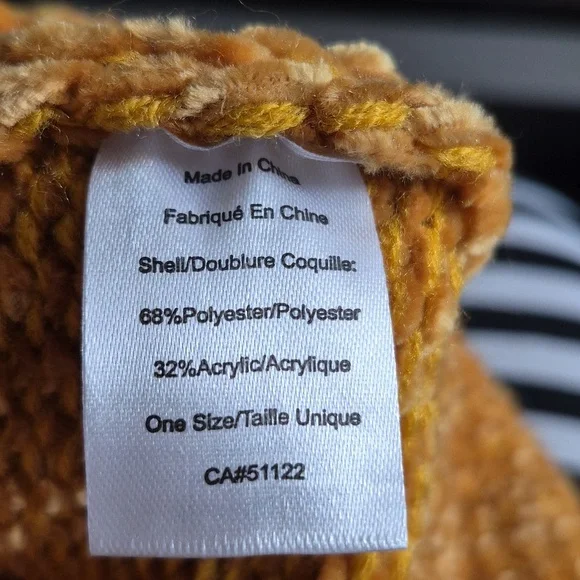 Made In China
Fabriqué En Chine
Shell/Doublure Coquille:
68%Polyester/Polyester
32%Acrylic/Acrylique
One Size/Taille Unique
CA#51122